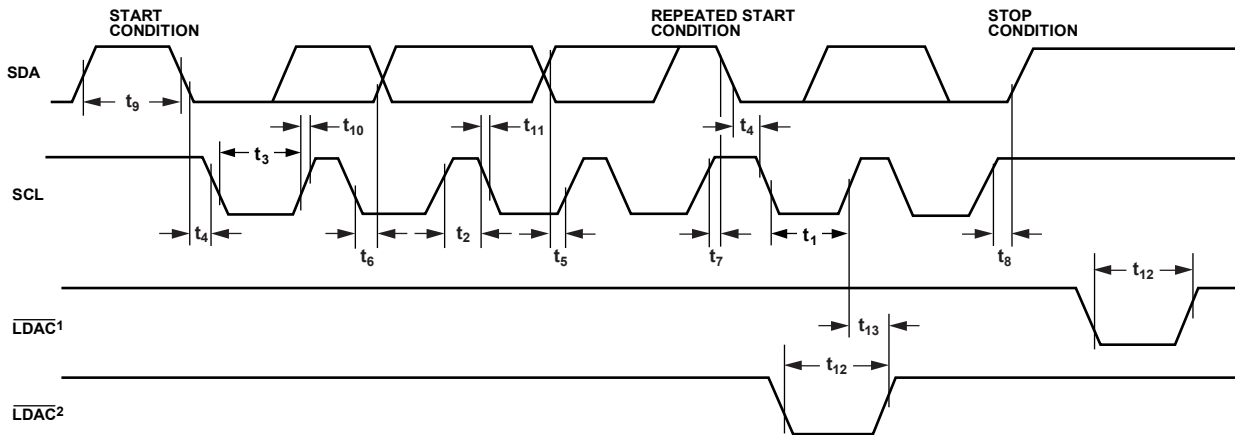 START
CONDITION
REPEATED START
CONDITION
STOP
CONDITION
SDA
t9
t4
t10
t11
t3
SCL
t4
t6
t2
t5
t7
t1
t8
t12
LDAC1
t13
t12
LDAC2